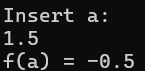 Insert a:
1.5
f(a) = -0.5